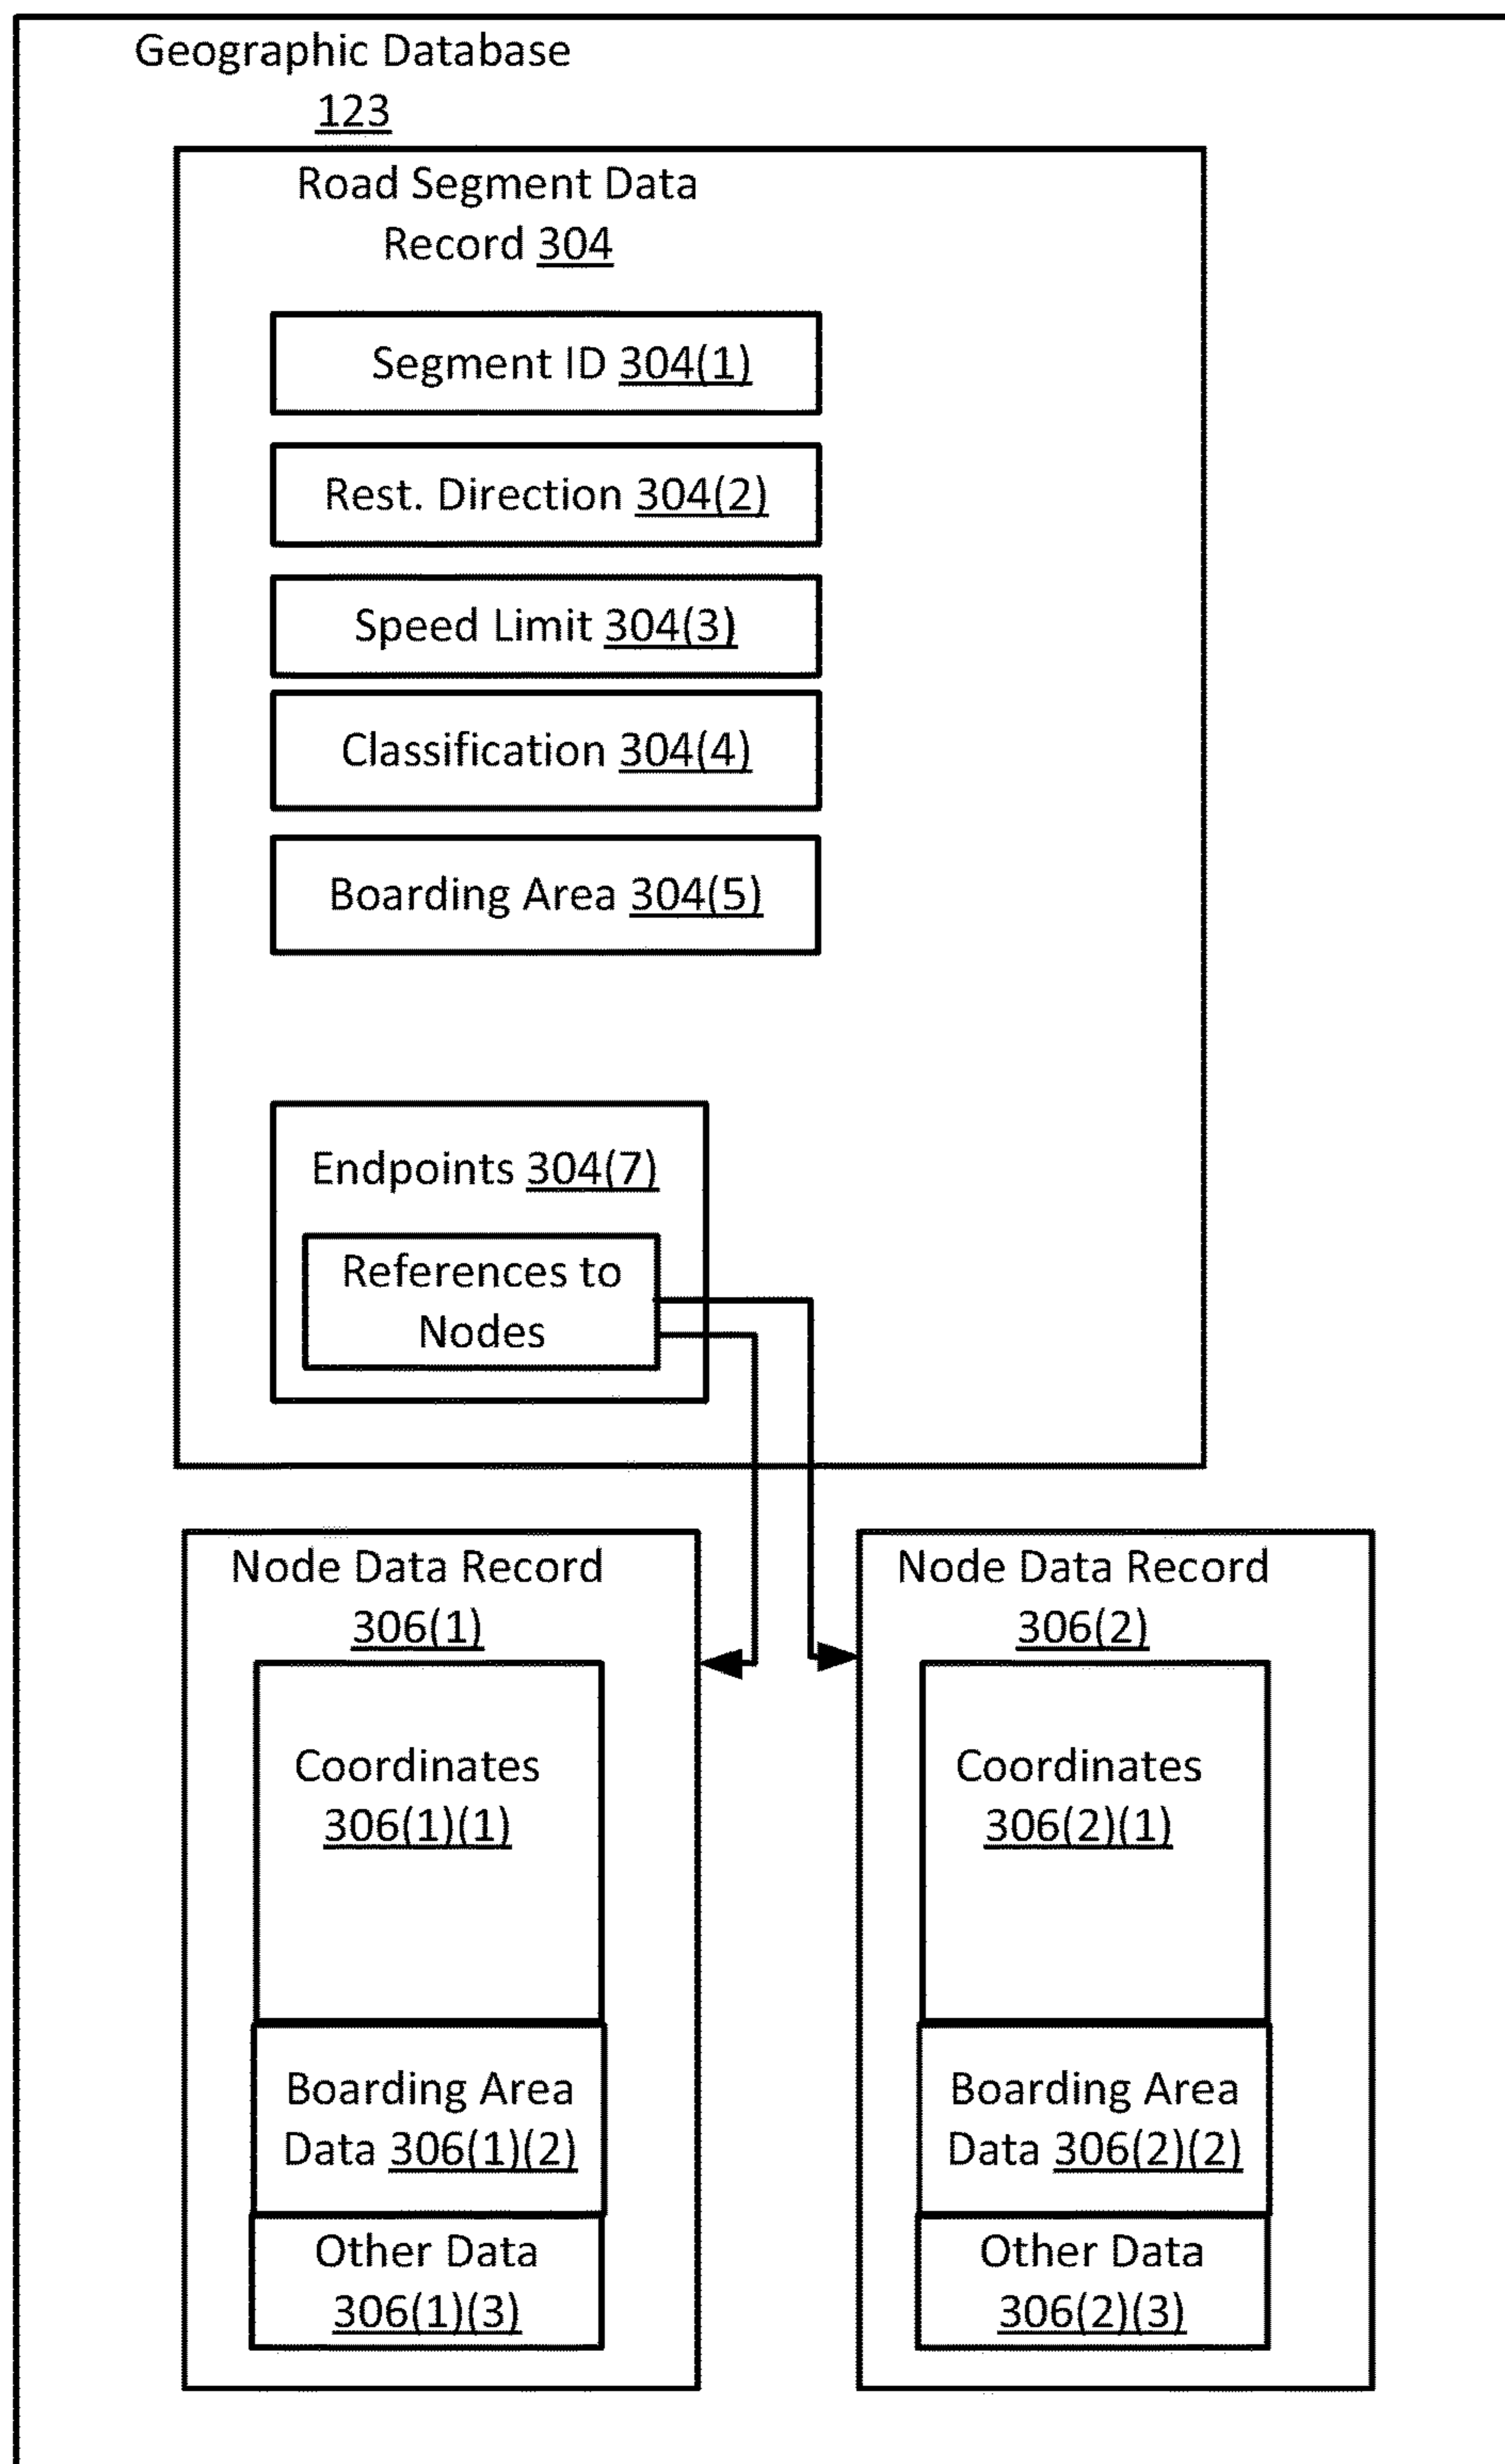 Geographic Database
123
Road Segment Data
Record 304
Segment ID 304(1)
Rest. Direction 304(2)
Speed Limit 304(3)
Classification 304(4)
Boarding Area 304(5)
Endpoints 304(7)
References to
Nodes
Node Data Record
306(1)
Coordinates
306(1)(1)
Boarding Area
Data 306(1)(2)
Other Data
306(1)(3)
Node Data Record
306(2)
Coordinates
306(2)(1)
Boarding Area
Data 306(2)(2)
Other Data
306(2)(3)